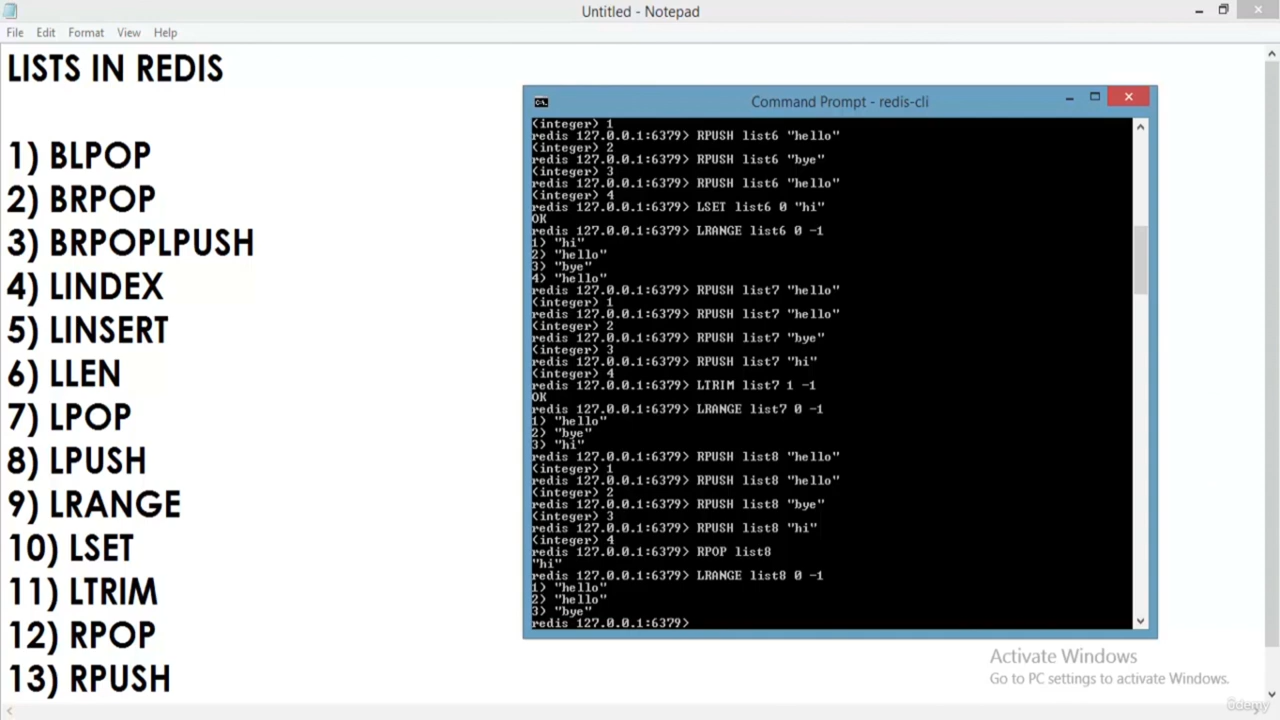 Untitled - Notepad
File Edit Format View Help
LISTS IN REDIS
1) BLPOP
2) BRPOP
3) BRPOPLPUSH
4) LINDEX
5) LINSERT
6) LLEN
7) LPOP
8) LPUSH
9) LRANGE
10) LSET
11) LTRIM
12) RPOP
13) RPUSH
Command Prompt - redis-cli
(integer) 1
redis 127.0.0.1:6379> RPUSH list6 "hello"
(integer) 2
redis 127.0.0.1:6379> RPUSH list6 "bye"
(integer) 3
redis 127.0.0.1:6379> RPUSH list6 "hello"
(integer) 4
redis 127.0.0.1:6379> LSET list6 0 "hi"
OK
redis 127.0.0.1:6379> LRANGE list6 0 -1
1) "hi"
2) "hello"
3) "bye"
4) "hello"
redis 127.0.0.1:6379> RPUSH list7 "hello"
(integer) 1
redis 127.0.0.1:6379> RPUSH list7 "hello"
(integer) 2
redis 127.0.0.1:6379> RPUSH list7 "bye"
(integer) 3
redis 127.0.0.1:6379> RPUSH list7 "hi"
(integer) 4
redis 127.0.0.1:6379> LTRIM list7 1 -1
OK
redis 127.0.0.1:6379> LRANGE list7 0 -1
1) "hello"
2) "bye"
3) "hi"
redis 127.0.0.1:6379> RPUSH list8 "hello"
(integer) 1
redis 127.0.0.1:6379> RPUSH list8 "hello"
(integer) 2
redis 127.0.0.1:6379> RPUSH list8 "bye"
(integer) 3
redis 127.0.0.1:6379> RPUSH list8 "hi"
(integer) 4
redis 127.0.0.1:6379> RPOP list8
"hi"
redis 127.0.0.1:6379> LRANGE list8 0 -1
1) "hello"
2) "hello"
3) "bye"
redis 127.0.0.1:6379>
Activate Windows
Go to PC settings to activate Windows.
ûdemy